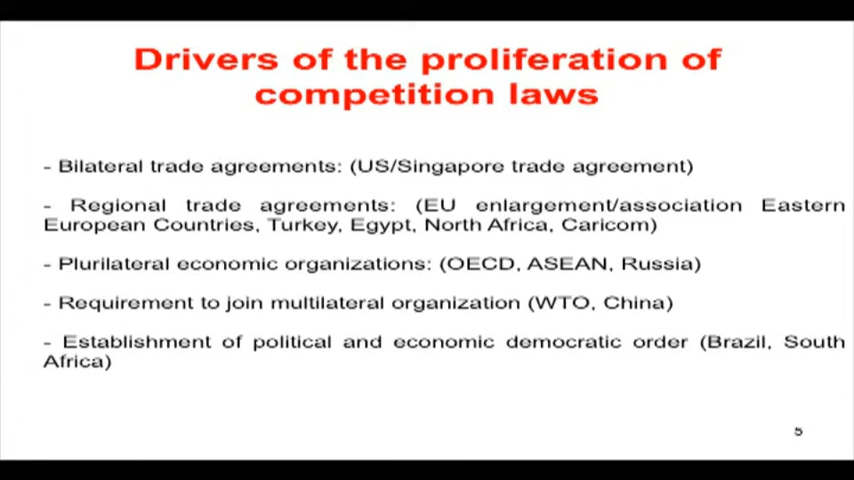 Drivers of the proliferation of
competition laws
- Bilateral trade agreements: (US/Singapore trade agreement)
- Regional trade agreements: (EU enlargement/association Eastern
European Countries, Turkey, Egypt, North Africa, Caricom)
- Plurilateral economic organizations: (OECD, ASEAN, Russia)
- Requirement to join multilateral organization (WTO, China)
- Establishment of political and economic democratic order (Brazil, South
Africa)
5